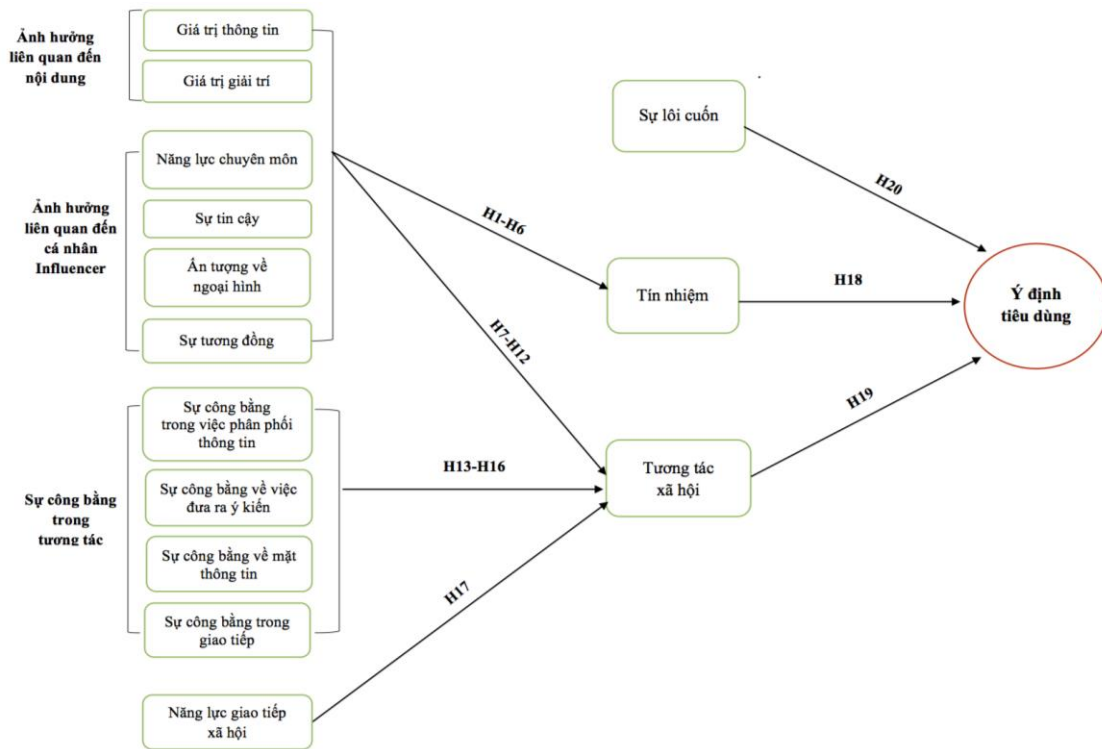 Ảnh hưởng
liên quan đến
nội dung
Giá trị thông tin
Giá trị giải trí
Ảnh hưởng
liên quan đến
cá nhân
Influencer
Năng lực chuyên môn
Sự tin cậy
Ấn tượng về
ngoại hình
Sự tương đồng
Sự công bằng
trong
tương tác
Sự công bằng
trong việc phân phối
thông tin
Sự công bằng về việc
đưa ra ý kiến
Sự công bằng về mặt
thông tin
Sự công bằng trong
giao tiếp
Năng lực giao tiếp
xã hội
H1-H6
H7-H12
H13-H16
H17
Sự lôi cuốn
Tín nhiệm
Tương tác
xã hội
H20
H18
H19
Ý định
tiêu dùng